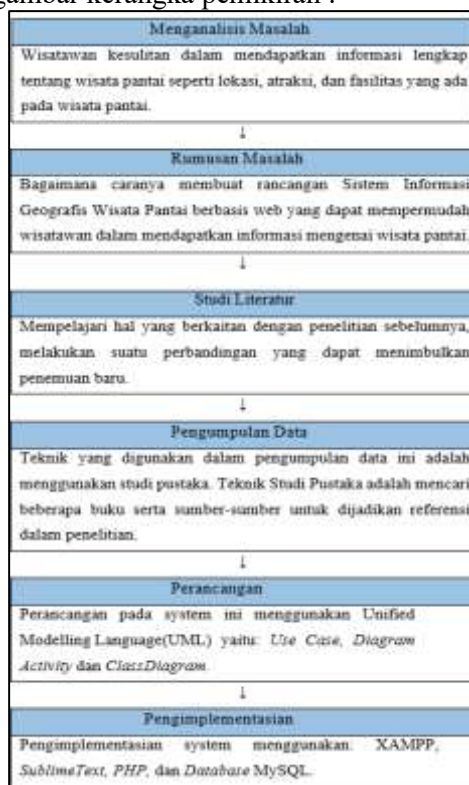 gambar kerangka pemikiran :
Menganalisis Masalah
Wisatawan kesulitan dalam mendapatkan informasi lengkap
tentang wisata pantai seperti lokasi, atraksi, dan fasilitas yang ada
pada wisata pantai.
↓
Rumusan Masalah
Bagaimana caranya membuat rancangan Sistem Informasi
Geografis Wisata Pantai berbasis web yang dapat mempermudah
wisatawan dalam mendapatkan informasi mengenai wisata pantai.
↓
Studi Literatur
Mempelajari hal yang berkaitan dengan penelitian sebelumnya,
melakukan suatu perbandingan yang dapat menimbulkan
penemuan baru.
↓
Pengumpulan Data
Teknik yang digunakan dalam pengumpulan data ini adalah
menggunakan studi pustaka. Teknik Studi Pustaka adalah mencari
beberapa buku serta sumber-sumber untuk dijadikan referensi
dalam penelitian.
↓
Perancangan
Perancangan pada system ini menggunakan Unified
Modelling Language(UML) yaitu: Use Case, Diagram
Activity dan ClassDiagram.
↓
Pengimplementasian
Pengimplementasian system menggunakan: XAMPP,
SublimeText, PHP, dan Database MySQL.